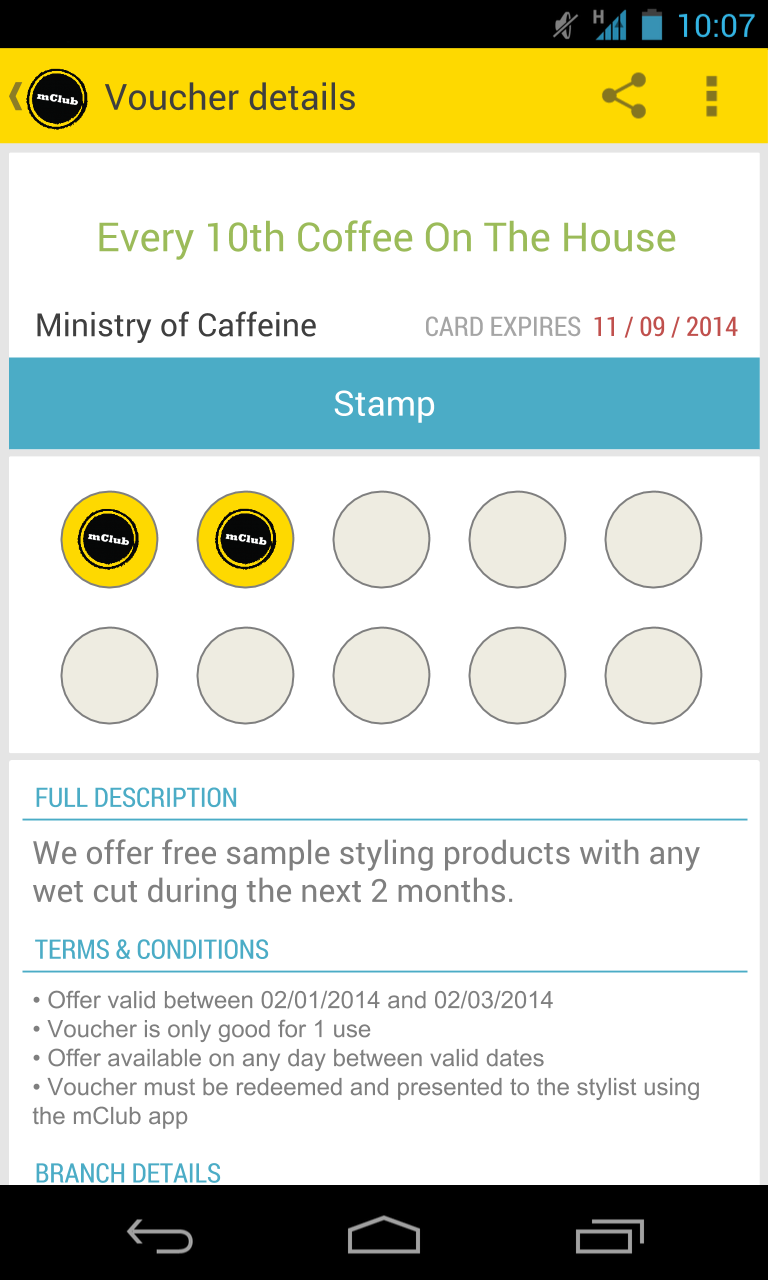 H 10:07
mClub Voucher details
Every 10th Coffee On The House
Ministry of Caffeine CARD EXPIRES 11 / 09 / 2014
Stamp
mClub mClub
FULL DESCRIPTION
We offer free sample styling products with any
wet cut during the next 2 months.
TERMS & CONDITIONS
• Offer valid between 02/01/2014 and 02/03/2014
• Voucher is only good for 1 use
• Offer available on any day between valid dates
• Voucher must be redeemed and presented to the stylist using
the mClub app
BRANCH DETAILS